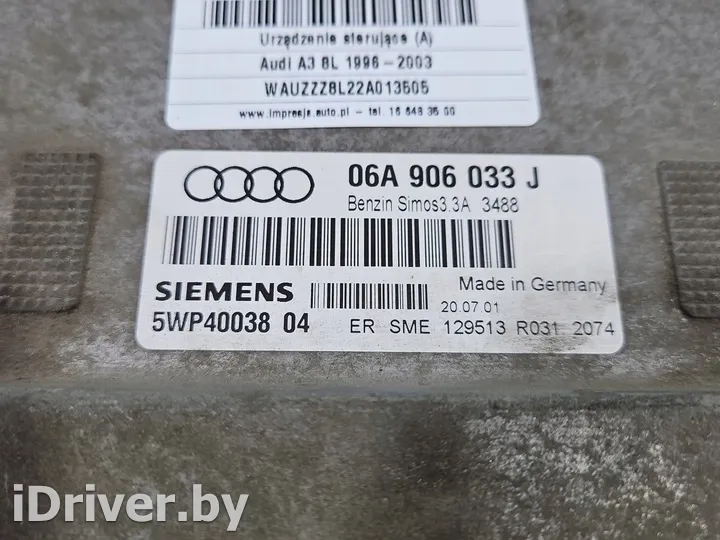 Urządzenie sterujące (A)
Audi A3 8L 1996-2003
WAUZZZ8L22A013505
www.impresja.auto.pl - tel. 16 648 35 00
06A 906 033 J
Benzin Simos3.3A 3488
Made in Germany
SIEMENS
20.07.01
5WP40038 04
ER SME 129513 R031 2074
iDriver.by